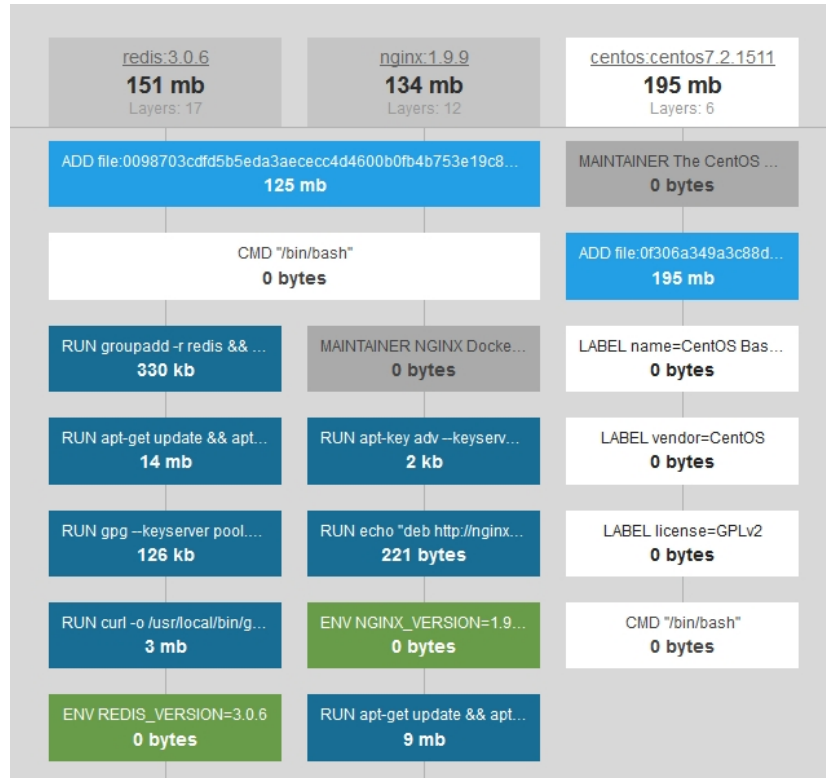 redis:3.0.6
151 mb
Layers: 17
nginx:1.9.9
134 mb
Layers: 12
centos:centos7.2.1511
195 mb
Layers: 6
ADD file:0098703cdfd5b5eda3aececc4d4600b0fb4b753e19c8...
125 mb
MAINTAINER The CentOS ...
0 bytes
CMD "/bin/bash"
0 bytes
ADD file:0f306a349a3c88d...
195 mb
RUN groupadd -r redis && ...
330 kb
MAINTAINER NGINX Docke...
0 bytes
LABEL name=CentOS Bas...
0 bytes
RUN apt-get update && apt...
14 mb
RUN apt-key adv --keyserv...
2 kb
LABEL vendor=CentOS
0 bytes
RUN gpg --keyserver pool....
126 kb
RUN echo "deb http://nginx...
221 bytes
LABEL license=GPLv2
0 bytes
RUN curl -o /usr/local/bin/g...
3 mb
ENV NGINX_VERSION=1.9...
0 bytes
CMD "/bin/bash"
0 bytes
ENV REDIS_VERSION=3.0.6
0 bytes
RUN apt-get update && apt...
9 mb